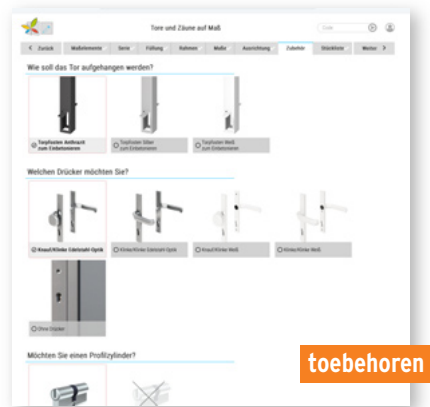 Tore und Zäune auf Maß
Zurück Maßelemente Serie Füllung Rahmen Maße Ausrichtung Zubehör Stückliste Weiter
Wie soll das Tor aufgehangen werden?
Torpfosten Anthrazit zum Einbetonieren
Torpfosten Silber zum Einbetonieren
Torpfosten Weiß zum Einbetonieren
Welchen Drücker möchten Sie?
Knauf/Klinke Edelstahl-Optik
Klinke/Klinke Edelstahl-Optik
Knauf/Klinke Weiß
Klinke/Klinke Weiß
Ohne Drücker
Möchten Sie einen Profilzylinder?
toebehoren